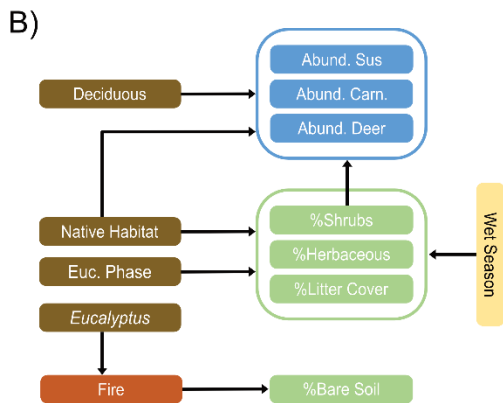 B)
Abund. Sus
Deciduous
Abund. Carn.
Abund. Deer
Native Habitat
%Shrubs
Euc. Phase
%Herbaceous
Wet Season
Eucalyptus
%Litter Cover
Fire
%Bare Soil